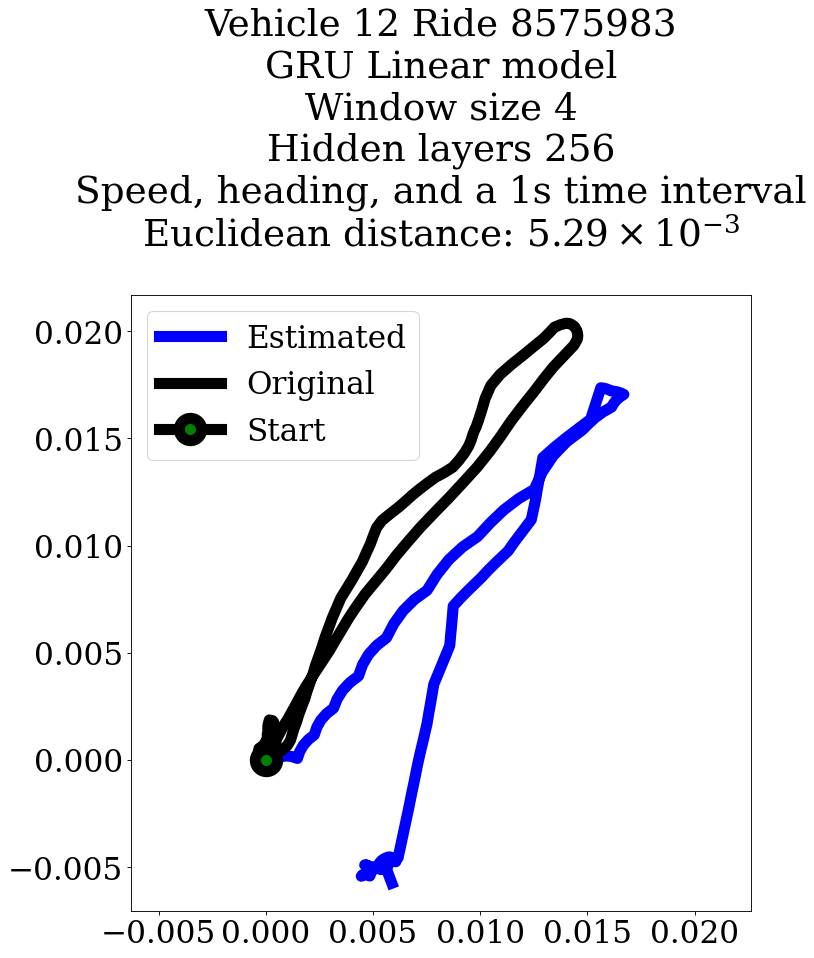 Vehicle 12 Ride 8575983
GRU Linear model
Window size 4
Hidden layers 256
Speed, heading, and a 1s time interval
Euclidean distance: 5.29 × 10⁻³
Estimated
Original
Start
0.020
0.015
0.010
0.005
0.000
−0.005
−0.005 0.000 0.005 0.010 0.015 0.020